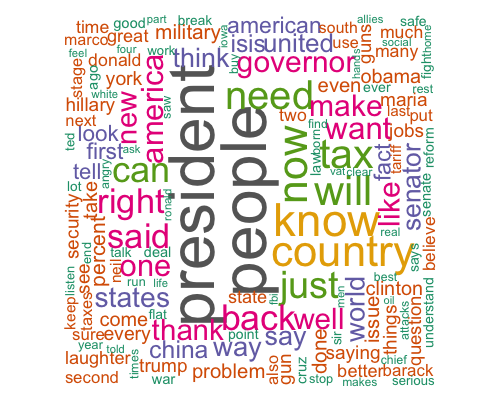 time good part break american south allies safe
marco great military use guns much
stage donald think isis united many social
feel ago york america governor even obama fight home
four work iowa buy hands
hillary white new president need two make maria ever rest
next saw people want last put
ted look ask now find jobs
first can lawborn fact tariff senator senate reform
tell angry tax vat clear
lot take right ronald will like believe
security percent said know real
see end talk deal country says
keep listen taxes neil one run life just world best clinton understand
states state fbi men oil
come flat back well issue things attacks
sure every thank point sir done question
year told china way say saying chief
laughter times trump problem also gun cruz better barack
second war stop makes serious